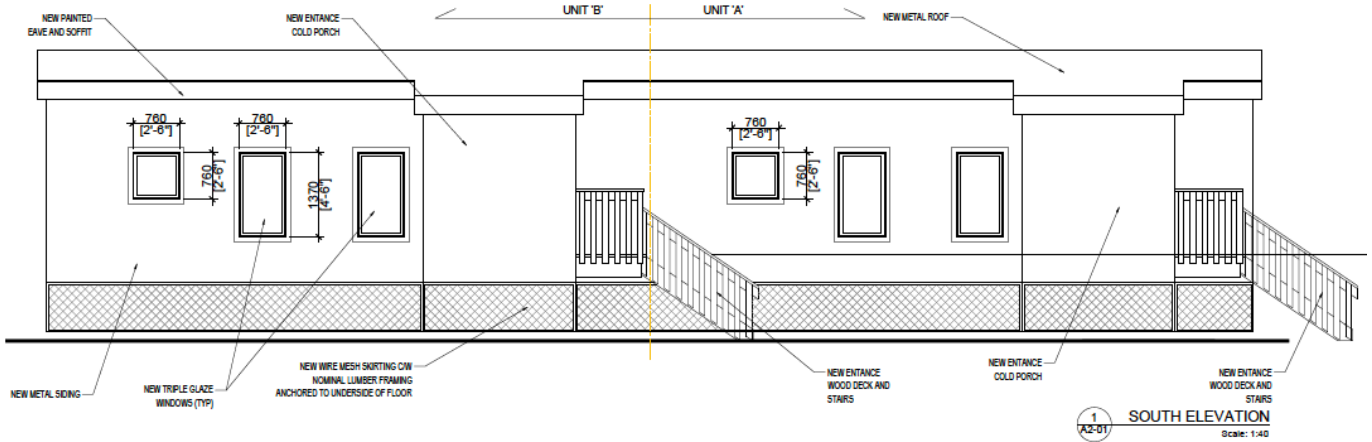 UNIT 'B'
UNIT 'A'
NEW PAINTED
EAVE AND SOFFIT
NEW ENTANCE
COLD PORCH
NEW METAL ROOF
760
[2'-6"]
760
[2'-6"]
760
[2'-6"]
1370
[4'-6"]
760
[2'-6"]
760
[2'-6"]
NEW METAL SIDING
NEW TRIPLE GLAZE
WINDOWS (TYP)
NEW WIRE MESH SKIRTING C/W
NOMINAL LUMBER FRAMING
ANCHORED TO UNDERSIDE OF FLOOR
NEW ENTANCE
WOOD DECK AND
STAIRS
NEW ENTANCE
COLD PORCH
NEW ENTANCE
WOOD DECK AND
STAIRS
1
A2-01
SOUTH ELEVATION
Scale: 1:40